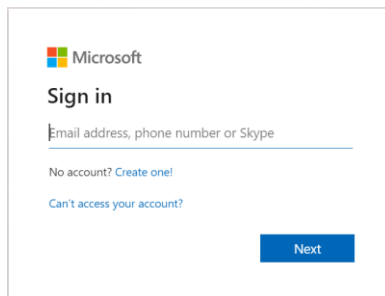 Microsoft
Sign in
Email address, phone number or Skype
No account? Create one!
Can't access your account?
Next